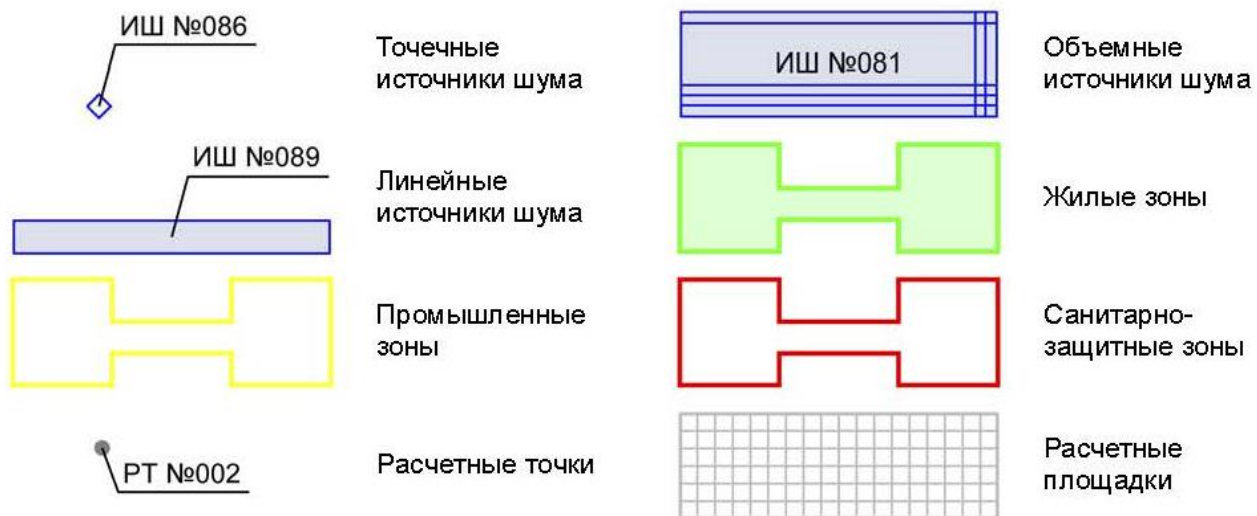 ИШ №086
Точечные
источники шума
ИШ №081
Объемные
источники шума
ИШ №089
Линейные
источники шума
Жилые зоны
Промышленные
зоны
Санитарно-
защитные зоны
РТ №002
Расчетные точки
Расчетные
площадки